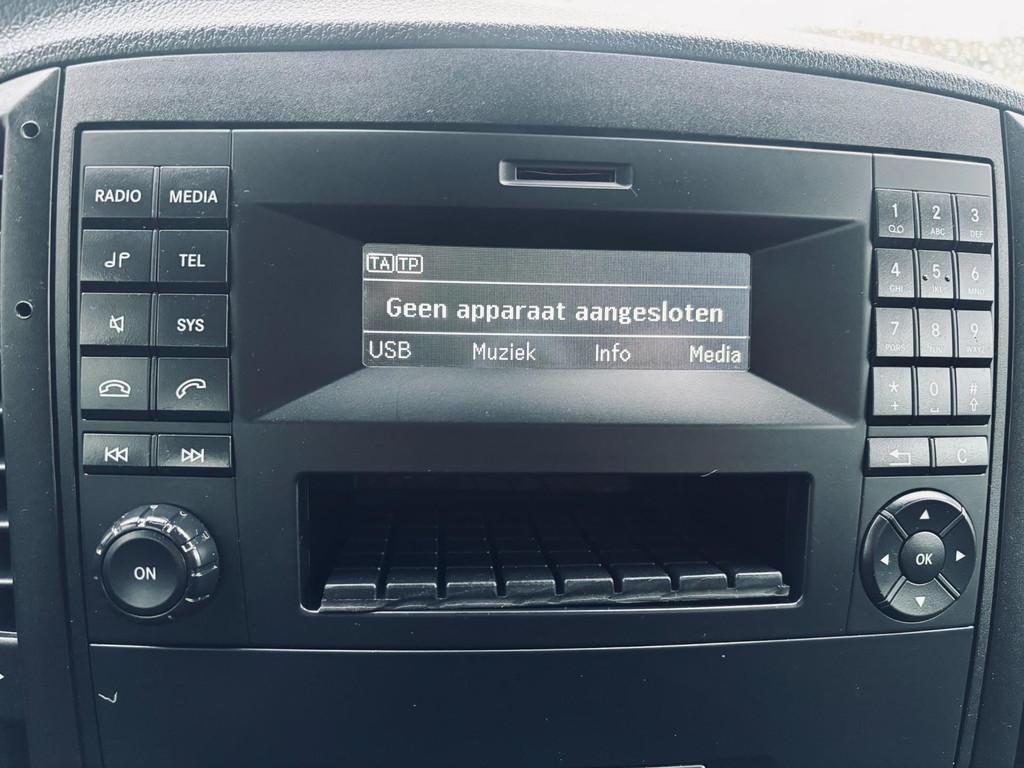 RADIO MEDIA
TEL
SYS
TA TP
Geen apparaat aangesloten
USB Muziek Info Media
1 2 ABC 3 DEF
4 GHI 5 JKL 6 MNO
7 PQRS 8 TUV 9 WXYZ
* + 0 #
C
ON
OK